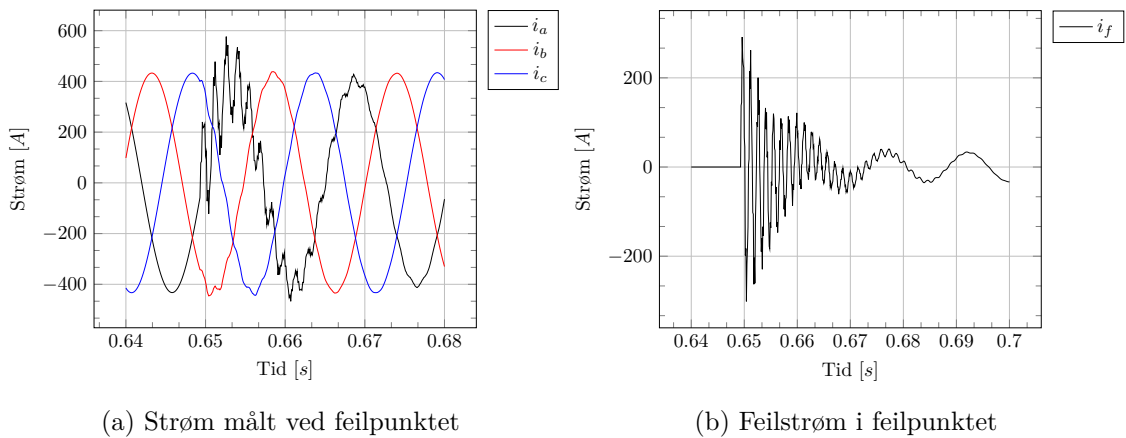 600
400
200
0
−200
−400
0.64 0.65 0.66 0.67 0.68
Tid [s]
Strøm [A]
i_a
i_b
i_c
(a) Strøm målt ved feilpunktet
200
0
−200
0.64 0.65 0.66 0.67 0.68 0.69 0.7
Tid [s]
Strøm [A]
i_f
(b) Feilstrøm i feilpunktet